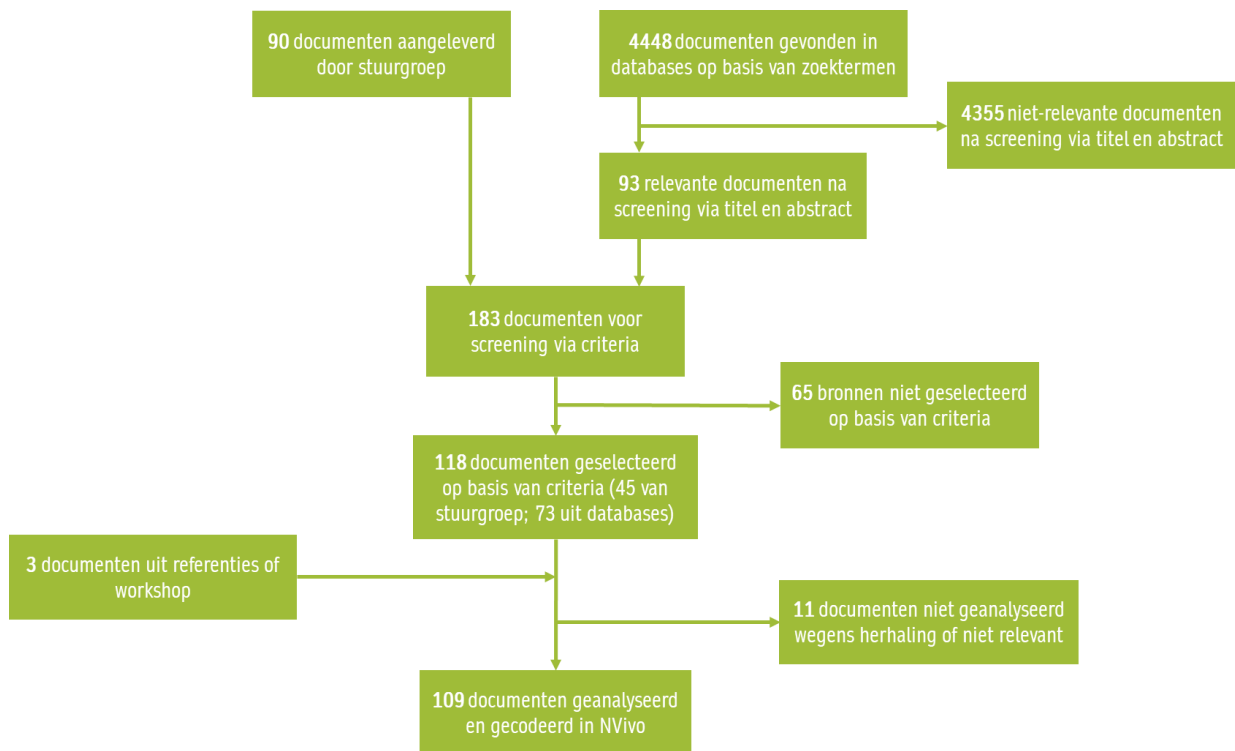 90 documenten aangeleverd
door stuurgroep
4448 documenten gevonden in
databases op basis van zoektermen
4355 niet-relevante documenten
na screening via titel en abstract
93 relevante documenten na
screening via titel en abstract
183 documenten voor
screening via criteria
65 bronnen niet geselecteerd
op basis van criteria
118 documenten geselecteerd
op basis van criteria (45 van
stuurgroep; 73 uit databases)
3 documenten uit referenties of
workshop
11 documenten niet geanalyseerd
wegens herhaling of niet relevant
109 documenten geanalyseerd
en gecodeerd in NVivo